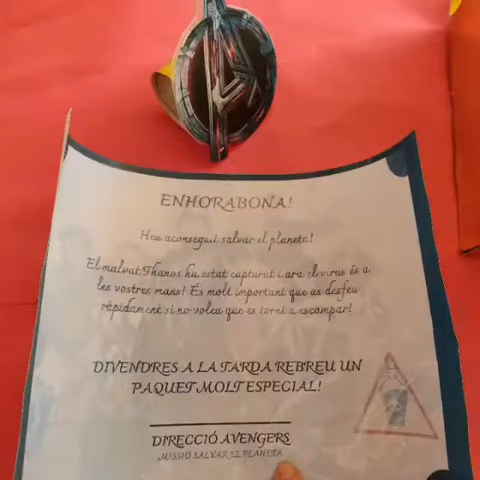 ENHORABONA!
Heu aconseguit salvar el planeta!
El malvat Thanos ha estat capturat i ara el virus és a
les vostres mans! És molt important que us desfeu
ràpidament si no voleu que es torni a escampar!
DIVENDRES A LA TARDA REBREU UN
PAQUET MOLT ESPECIAL!
DIRECCIÓ AVENGERS
MISSIÓ SALVAR EL PLANETA